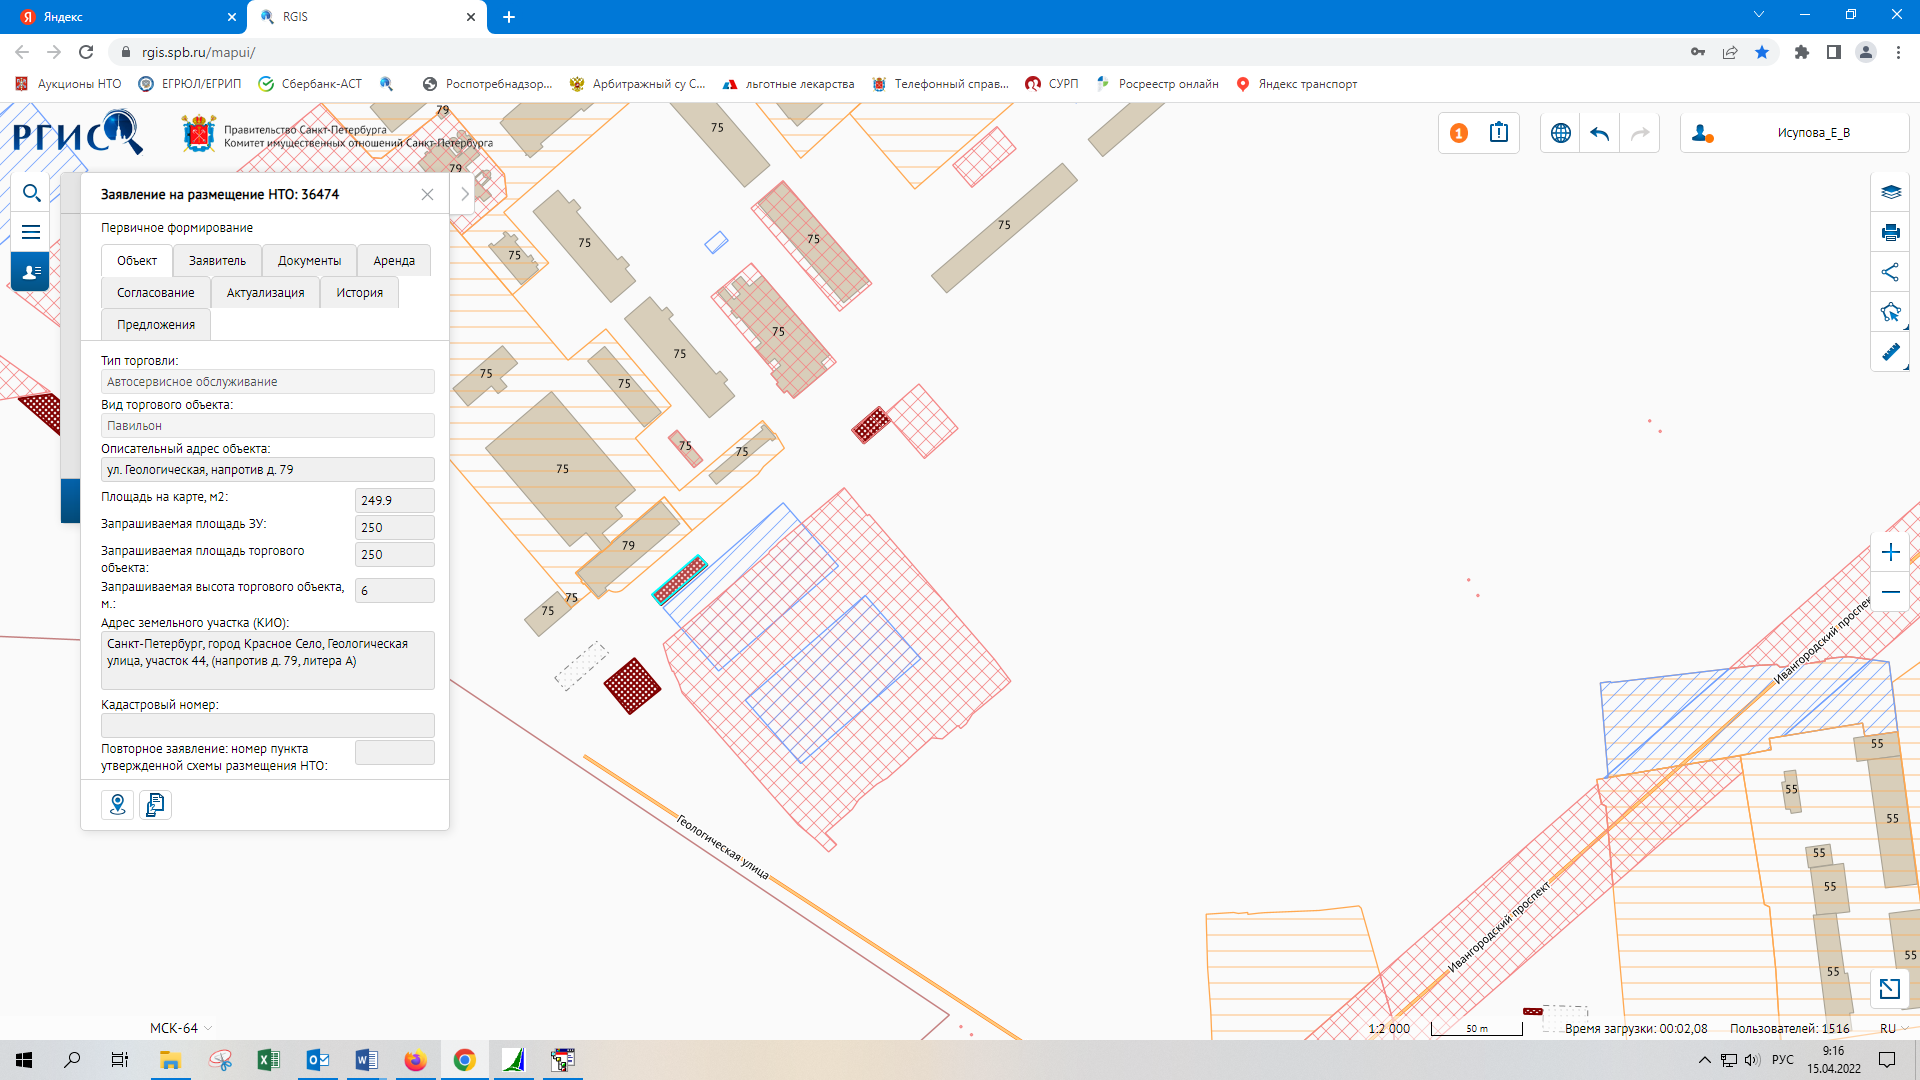 Яндекс
RGIS
rgis.spb.ru/mapui/
Аукционы НТО
ЕГРЮЛ/ЕГРИП
Сбербанк-АСТ
Роспотребнадзор...
Арбитражный су С...
льготные лекарства
Телефонный справ...
СУРП
Росреестр онлайн
Яндекс транспорт
РГИС
Правительство Санкт-Петербурга
Комитет имущественных отношений Санкт-Петербурга
1
Исупова_Е_В
Заявление на размещение НТО: 36474
Первичное формирование
Объект
Заявитель
Документы
Аренда
Согласование
Актуализация
История
Предложения
Тип торговли:
Автосервисное обслуживание
Вид торгового объекта:
Павильон
Описательный адрес объекта:
ул. Геологическая, напротив д. 79
Площадь на карте, м2:
249.9
Запрашиваемая площадь ЗУ:
250
Запрашиваемая площадь торгового
объекта:
250
Запрашиваемая высота торгового объекта,
м.:
6
Адрес земельного участка (КИО):
Санкт-Петербург, город Красное Село, Геологическая
улица, участок 44, (напротив д. 79, литера А)
Кадастровый номер:
Повторное заявление: номер пункта
утвержденной схемы размещения НТО:
79
75
79
75
75
75
75
75
75
75
75
75
75
75
75
79
75
75
Ивангородский проспект
55
55
55
55
55
55
55
Геологическая улица
Ивангородский проспект
МСК-64
1:2 000
50 m
Время загрузки: 00:02,08
Пользователей: 1516
RU
РУС
9:16
15.04.2022